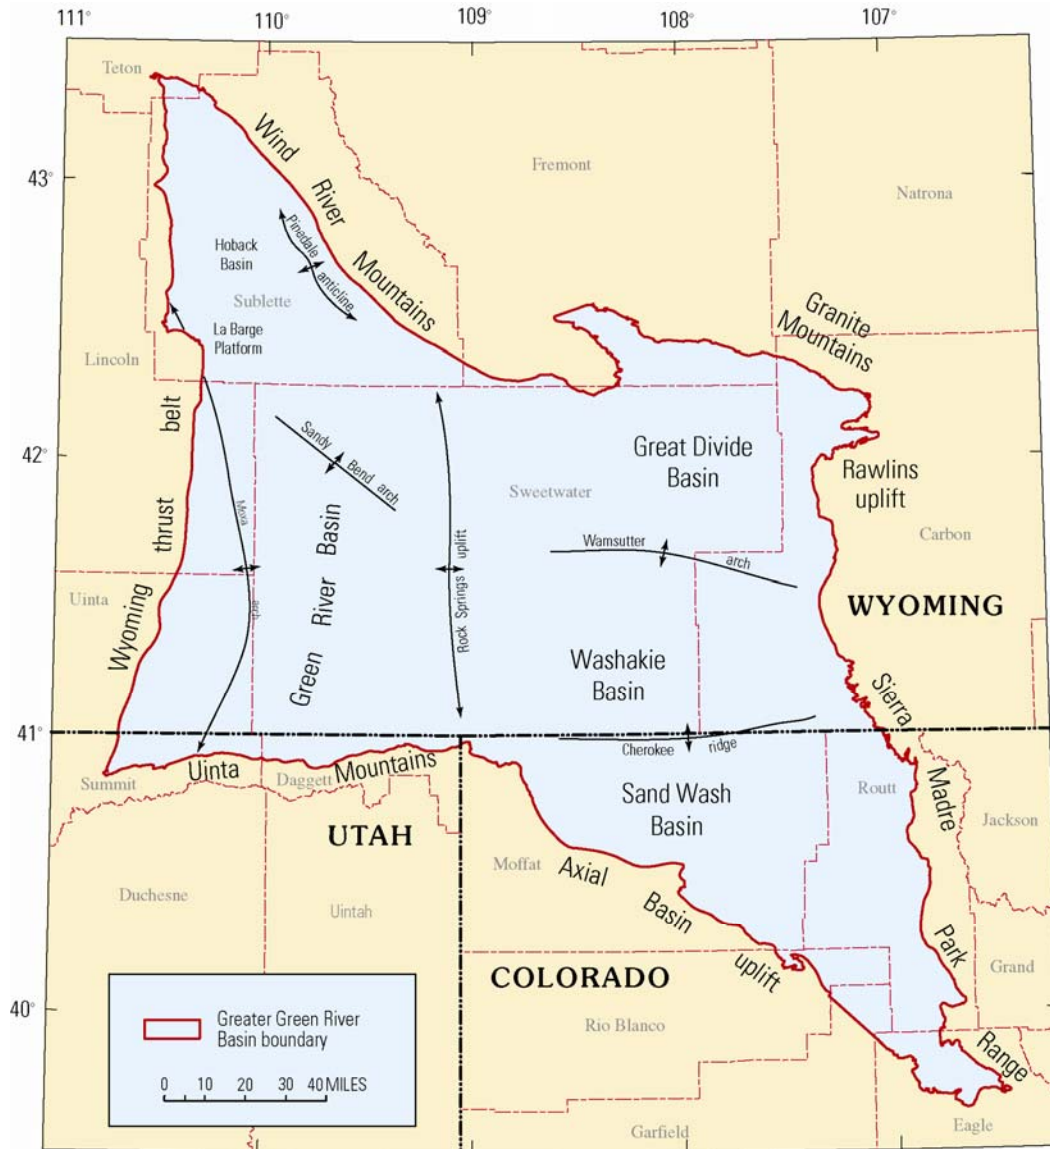 111°
110°
109°
108°
107°
Teton
Wind
River
Mountains
Fremont
Natrona
43°
Pinedale
anticline
Hoback
Basin
Sublette
La Barge
Platform
Granite
Mountains
Lincoln
Wyoming
thrust
belt
42°
Sandy
Bend arch
Great Divide
Basin
Rawlins
uplift
Sweetwater
Moxa
arch
Green River Basin
Rock Springs uplift
Wamsutter
arch
Carbon
Uinta
WYOMING
Washakie
Basin
Sierra
Madre
41°
Cherokee ridge
Summit
Uinta
Mountains
Daggett
Sand Wash
Basin
Routt
Jackson
UTAH
Moffat
Axial
Basin
uplift
Duchesne
Uintah
Park
Range
COLORADO
Grand
40°
Rio Blanco
Greater Green River
Basin boundary
0 10 20 30 40 MILES
Garfield
Eagle